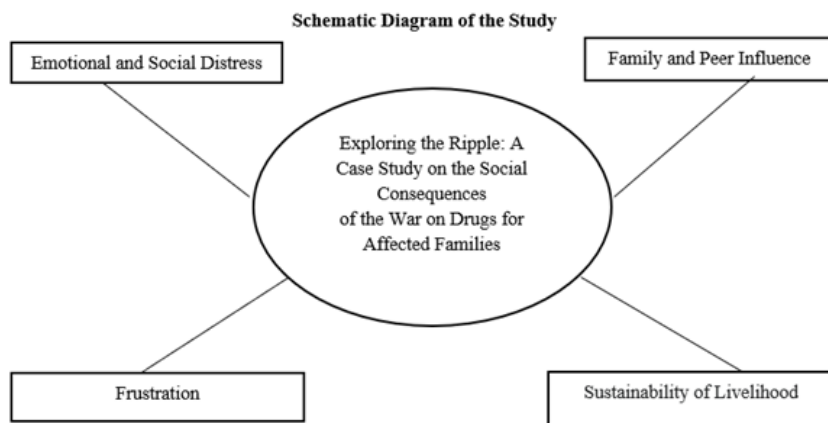 Schematic Diagram of the Study
Emotional and Social Distress
Family and Peer Influence
Exploring the Ripple: A
Case Study on the Social
Consequences
of the War on Drugs for
Affected Families
Frustration
Sustainability of Livelihood